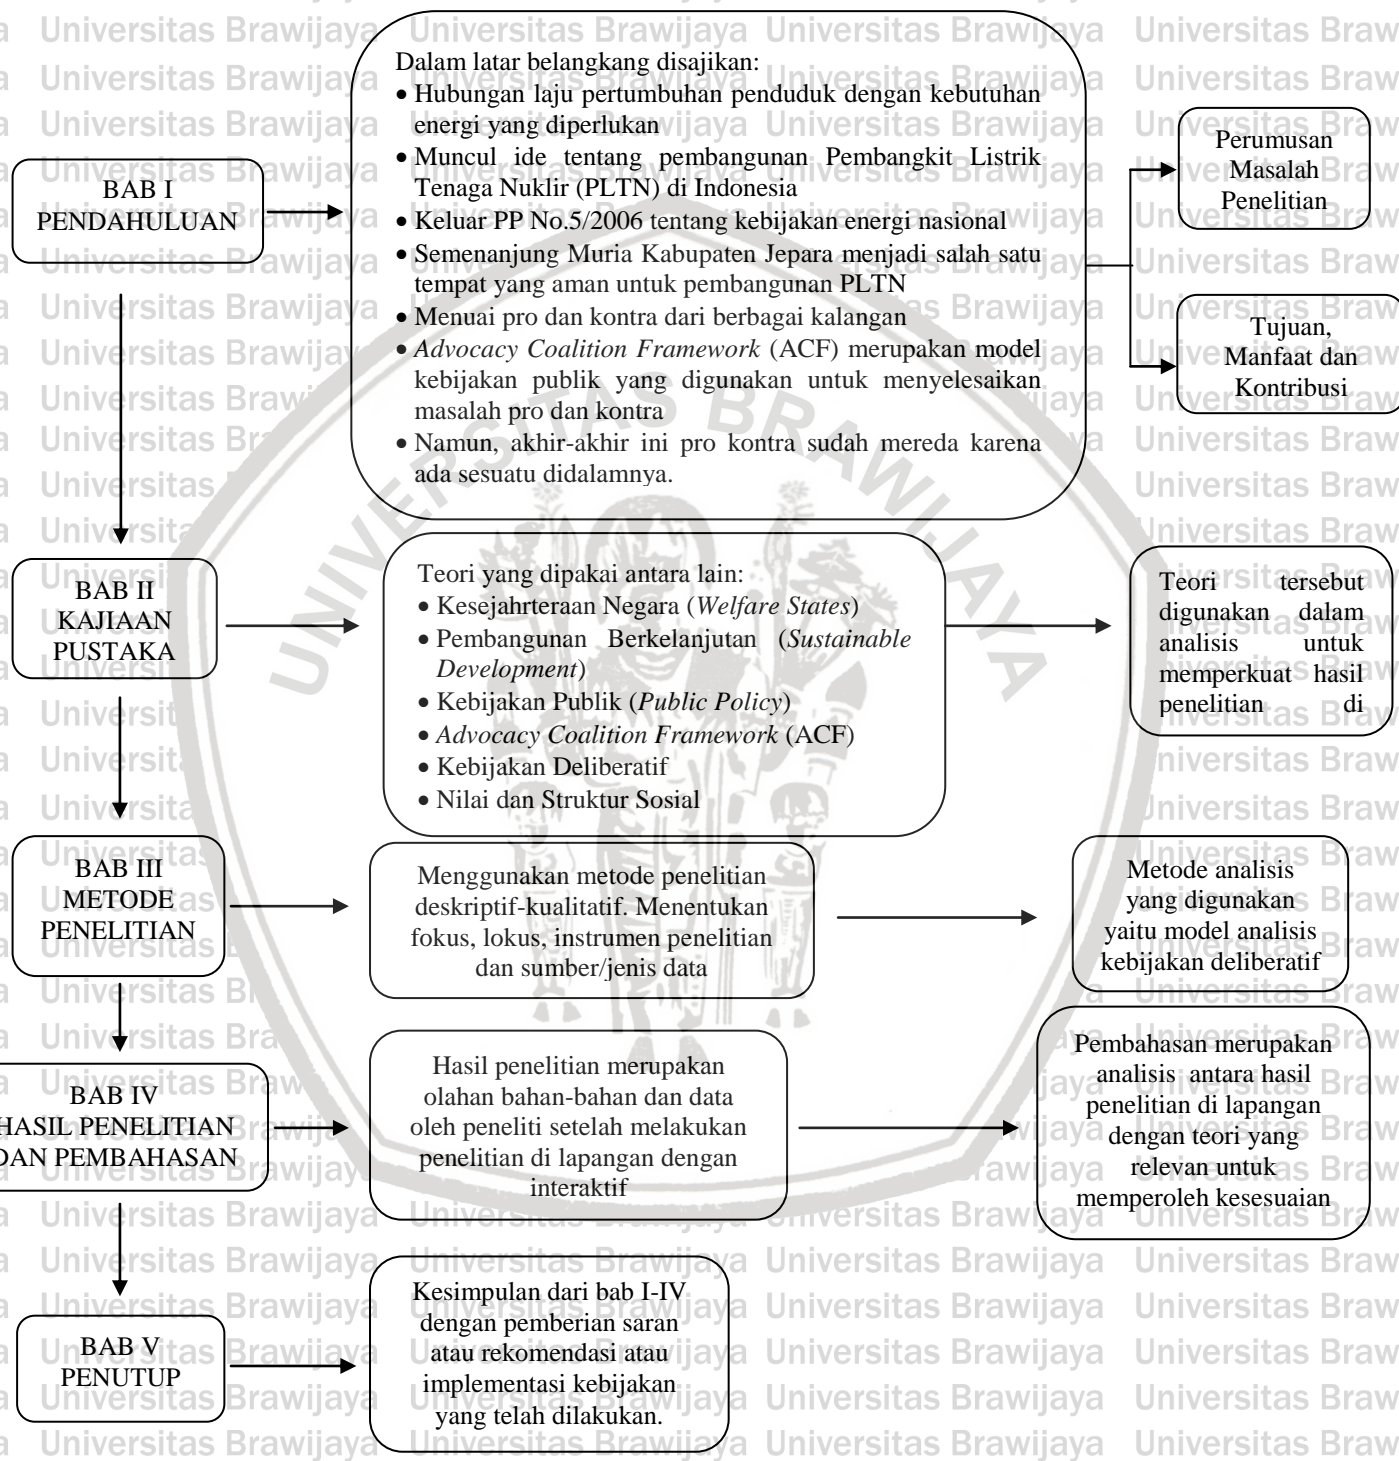 BAB I
PENDAHULUAN
Dalam latar belangkang disajikan:
• Hubungan laju pertumbuhan penduduk dengan kebutuhan
energi yang diperlukan
• Muncul ide tentang pembangunan Pembangkit Listrik
Tenaga Nuklir (PLTN) di Indonesia
• Keluar PP No.5/2006 tentang kebijakan energi nasional
• Semenanjung Muria Kabupaten Jepara menjadi salah satu
tempat yang aman untuk pembangunan PLTN
• Menuai pro dan kontra dari berbagai kalangan
• Advocacy Coalition Framework (ACF) merupakan model
kebijakan publik yang digunakan untuk menyelesaikan
masalah pro dan kontra
• Namun, akhir-akhir ini pro kontra sudah mereda karena
ada sesuatu didalamnya.
Perumusan
Masalah
Penelitian
Tujuan,
Manfaat dan
Kontribusi
BAB II
KAJIAAN
PUSTAKA
Teori yang dipakai antara lain:
• Kesejahrteraan Negara (Welfare States)
• Pembangunan Berkelanjutan (Sustainable
Development)
• Kebijakan Publik (Public Policy)
• Advocacy Coalition Framework (ACF)
• Kebijakan Deliberatif
• Nilai dan Struktur Sosial
Teori tersebut
digunakan dalam
analisis untuk
memperkuat hasil
penelitian di
BAB III
METODE
PENELITIAN
Menggunakan metode penelitian
deskriptif-kualitatif. Menentukan
fokus, lokus, instrumen penelitian
dan sumber/jenis data
Metode analisis
yang digunakan
yaitu model analisis
kebijakan deliberatif
BAB IV
HASIL PENELITIAN
DAN PEMBAHASAN
Hasil penelitian merupakan
olahan bahan-bahan dan data
oleh peneliti setelah melakukan
penelitian di lapangan dengan
interaktif
Pembahasan merupakan
analisis antara hasil
penelitian di lapangan
dengan teori yang
relevan untuk
memperoleh kesesuaian
BAB V
PENUTUP
Kesimpulan dari bab I-IV
dengan pemberian saran
atau rekomendasi atau
implementasi kebijakan
yang telah dilakukan.
UNIVERSITAS BRAWIJAYA